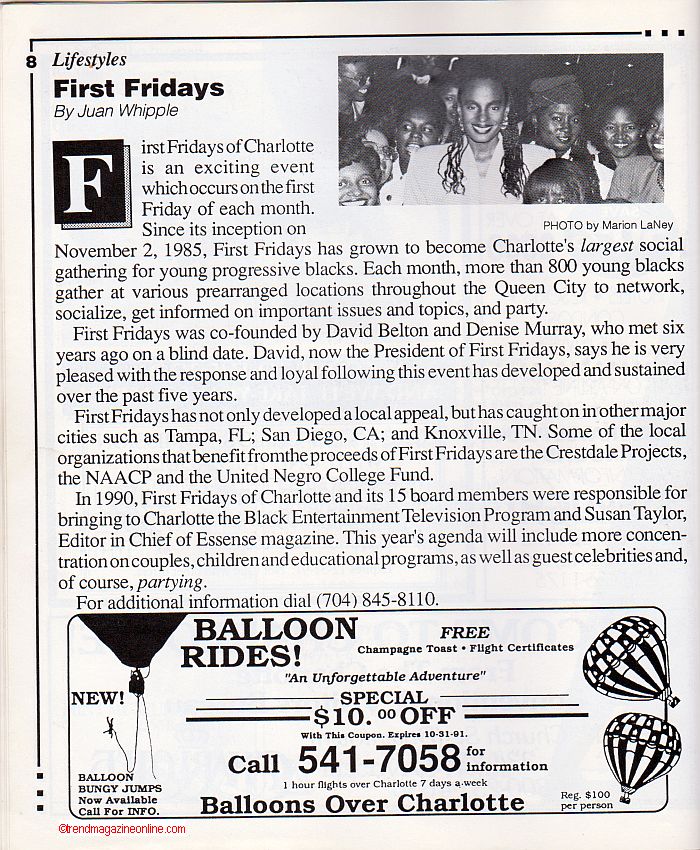 8 Lifestyles
First Fridays
By Juan Whipple
First Fridays of Charlotte
is an exciting event
which occurs on the first
Friday of each month.
Since its inception on
PHOTO by Marion LaNey
November 2, 1985, First Fridays has grown to become Charlotte's largest social
gathering for young progressive blacks. Each month, more than 800 young blacks
gather at various prearranged locations throughout the Queen City to network,
socialize, get informed on important issues and topics, and party.
First Fridays was co-founded by David Belton and Denise Murray, who met six
years ago on a blind date. David, now the President of First Fridays, says he is very
pleased with the response and loyal following this event has developed and sustained
over the past five years.
First Fridays has not only developed a local appeal, but has caught on in other major
cities such as Tampa, FL; San Diego, CA; and Knoxville, TN. Some of the local
organizations that benefit from the proceeds of First Fridays are the Crestdale Projects,
the NAACP and the United Negro College Fund.
In 1990, First Fridays of Charlotte and its 15 board members were responsible for
bringing to Charlotte the Black Entertainment Television Program and Susan Taylor,
Editor in Chief of Essense magazine. This year's agenda will include more concen-
tration on couples, children and educational programs, as well as guest celebrities and,
of course, partying.
For additional information dial (704) 845-8110.
BALLOON
RIDES!
FREE
Champagne Toast • Flight Certificates
"An Unforgettable Adventure"
NEW!
SPECIAL
$10.00 OFF
With This Coupon. Expires 10-31-91.
Call 541-7058 for
information
1 hour flights over Charlotte 7 days a-week
Balloons Over Charlotte
BALLOON
BUNGY JUMPS
Now Available
Call For INFO.
Reg. $100
per person
©trendmagazineonline.com